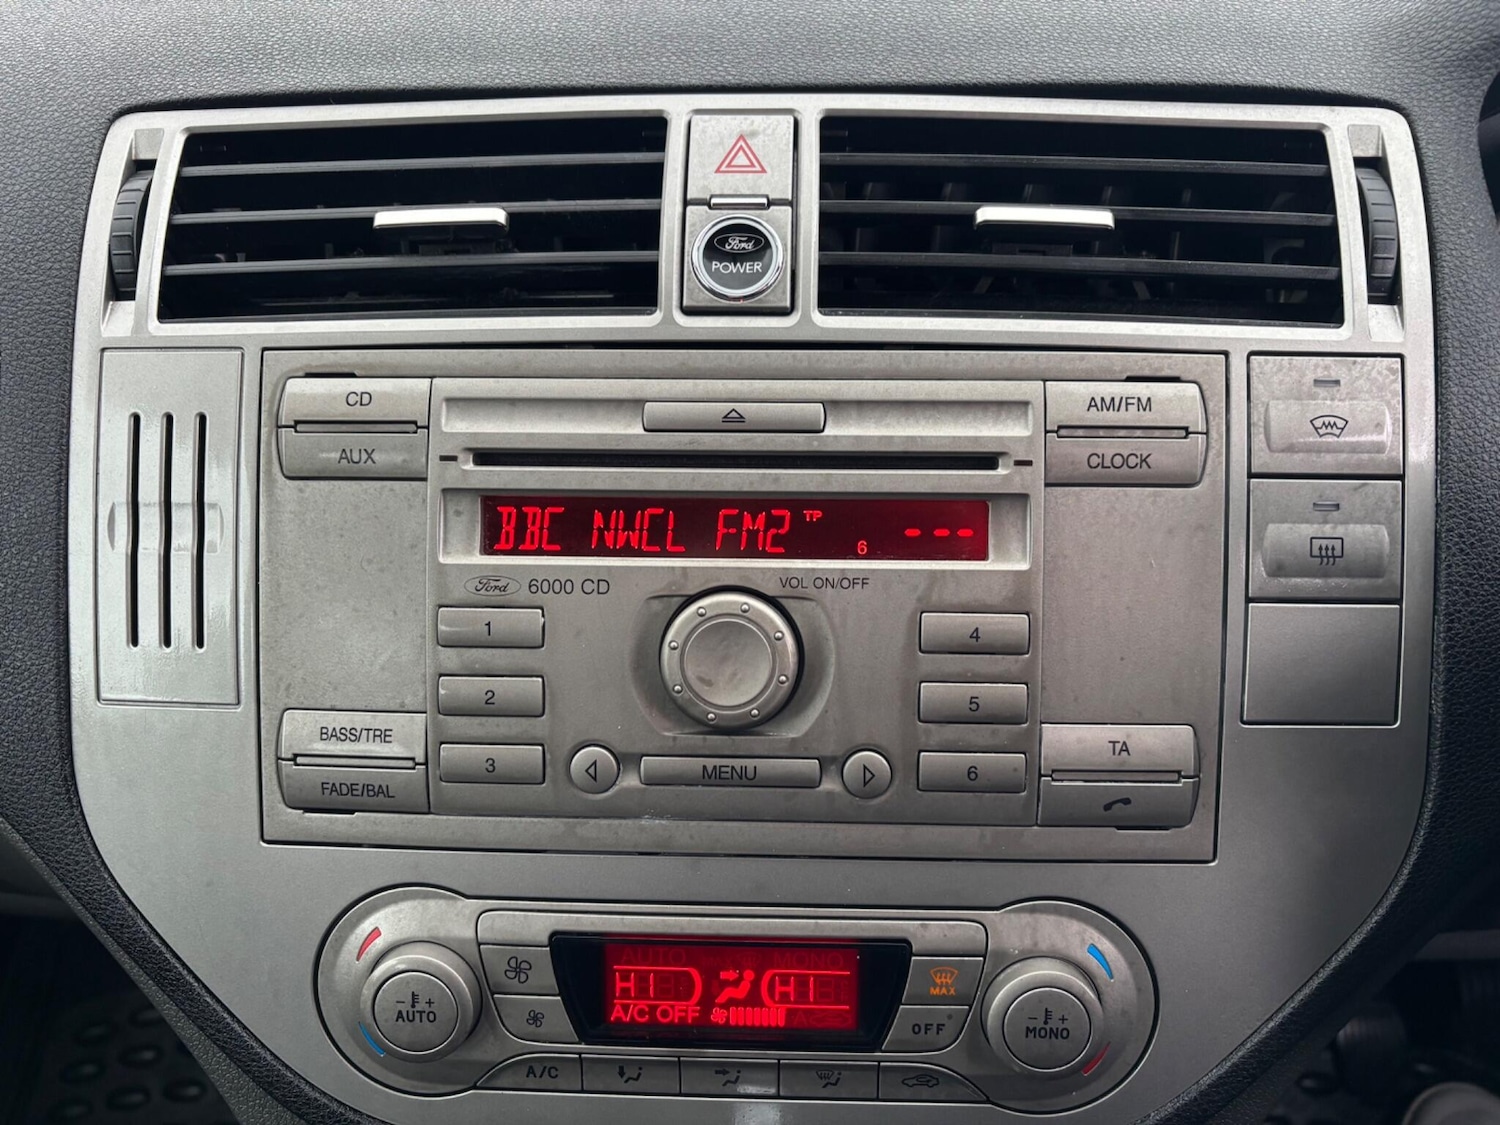 Ford
POWER
CD
AUX
AM/FM
CLOCK
BBC NWCL FM2 TP 6 ---
Ford 6000 CD
VOL ON/OFF
1
2
3
4
5
6
BASS/TRE
FADE/BAL
MENU
TA
- + AUTO
HI HI
A/C OFF
MAX
OFF
- + MONO
A/C